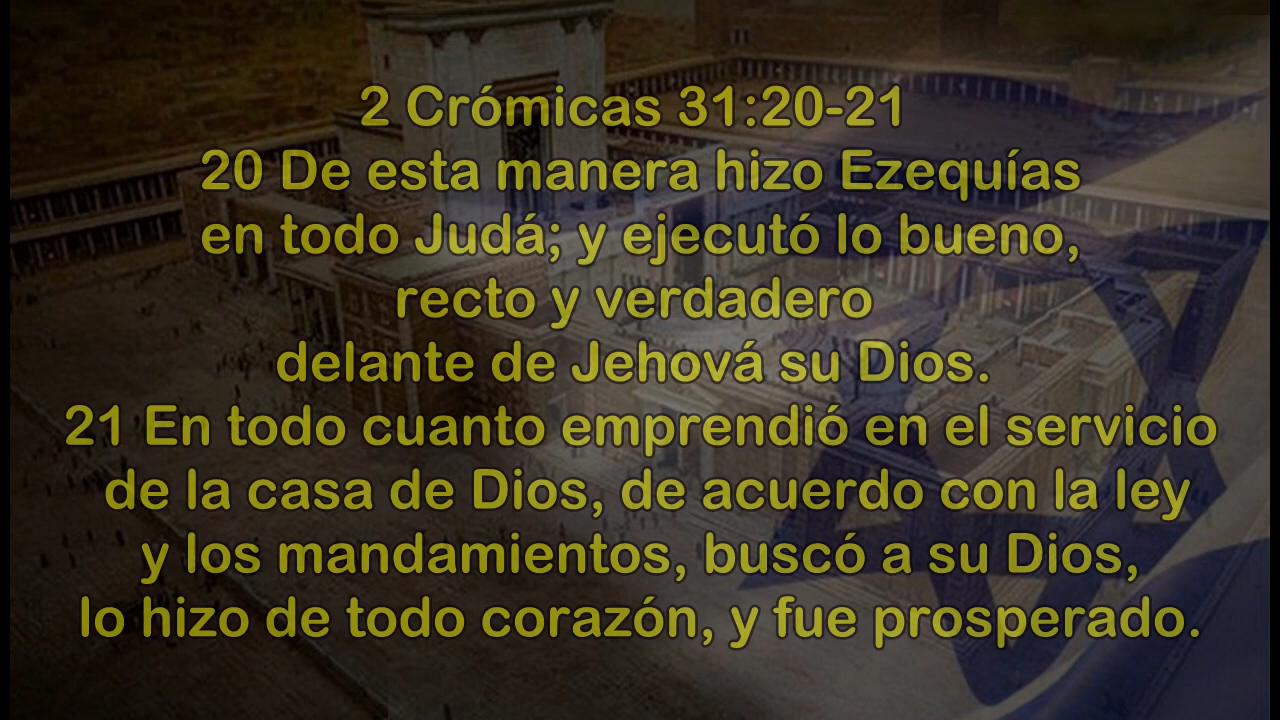 2 Crómicas 31:20-21
20 De esta manera hizo Ezequías
en todo Judá; y ejecutó lo bueno,
recto y verdadero
delante de Jehová su Dios.
21 En todo cuanto emprendió en el servicio
de la casa de Dios, de acuerdo con la ley
y los mandamientos, buscó a su Dios,
lo hizo de todo corazón, y fue prosperado.